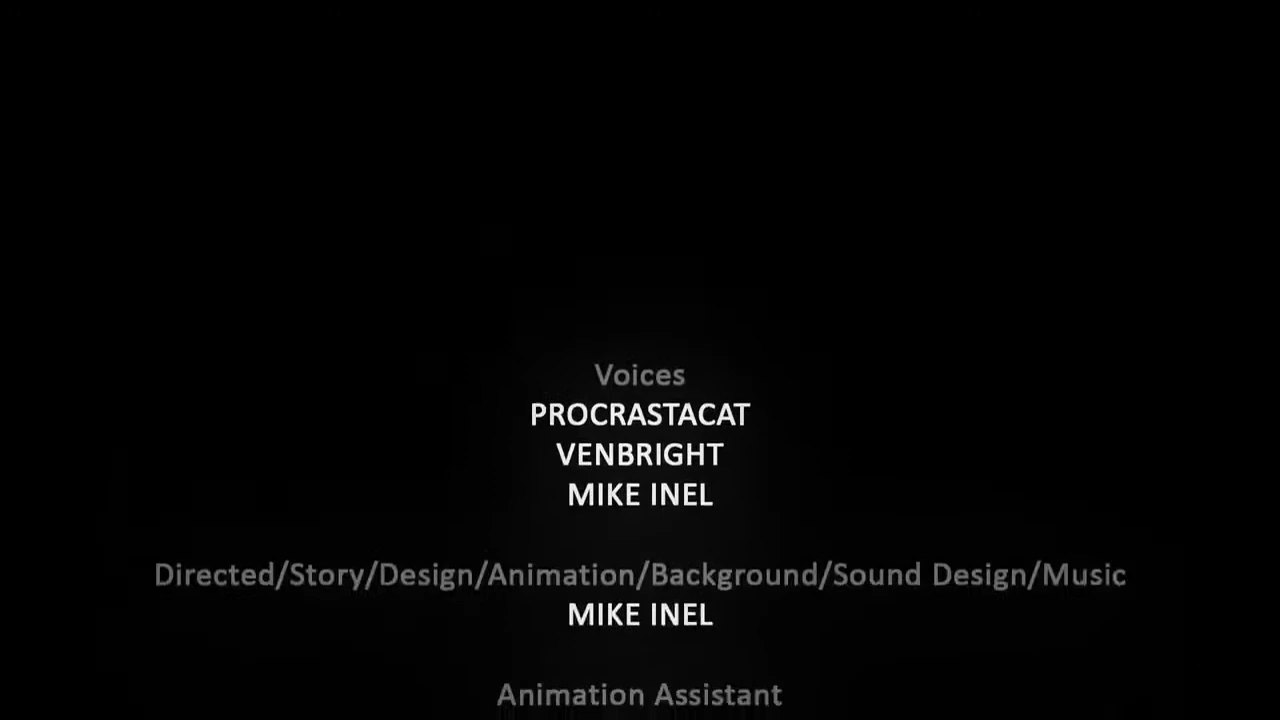 Voices
PROCRASTACAT
VENBRIGHT
MIKE INEL
Directed/Story/Design/Animation/Background/Sound Design/Music
MIKE INEL
Animation Assistant